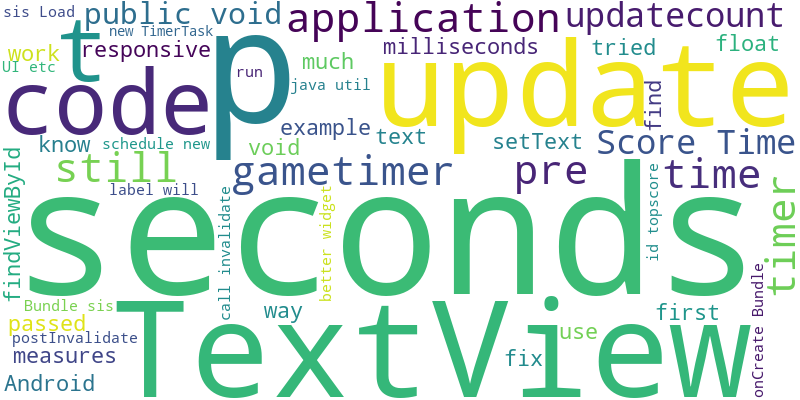 sis Load
public void
new TimerTask
application
updatecount
work
t
responsive
milliseconds
tried
float
UI etc
code
p
run
much
java util
update
find
know
schedule new
void
example
text
setText
Score Time
still
label will
gametimer
pre
time
findViewById
seconds
call invalidate
better widget
id topscore
timer
Bundle sis
TextView
way
first
passed
postInvalidate
measures
fix
use
onCreate Bundle
Android